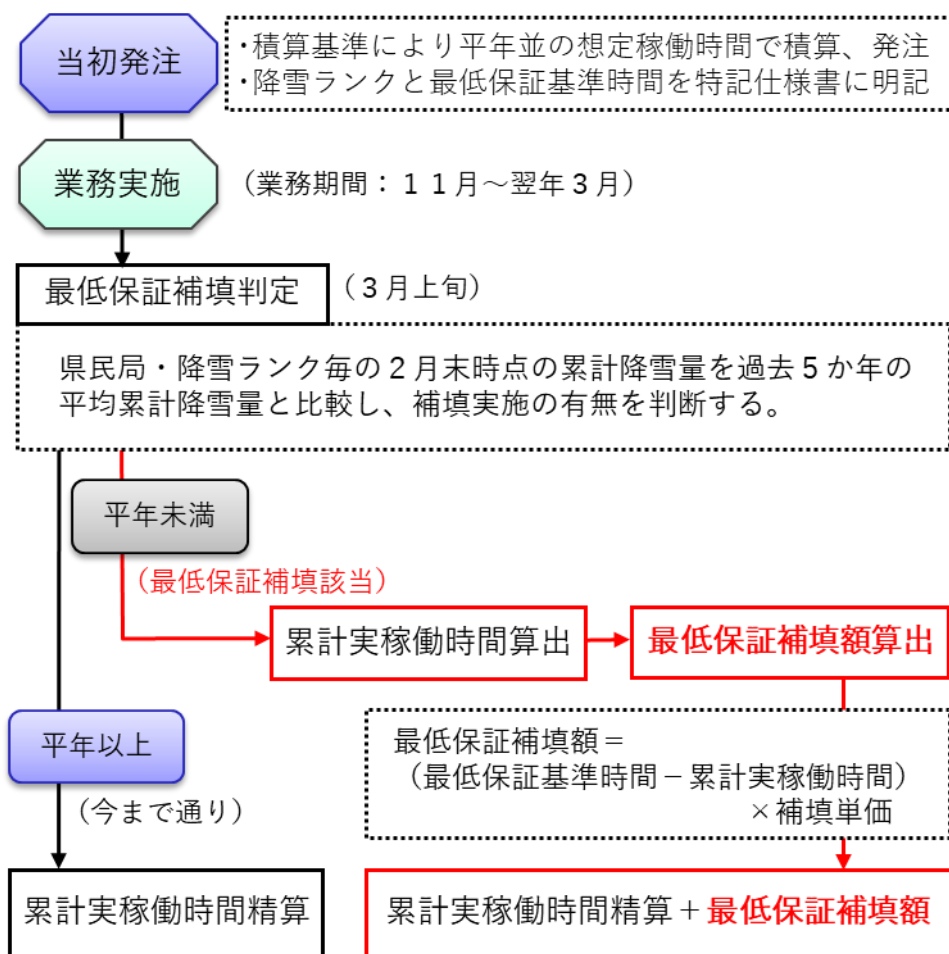 当初発注
・積算基準により平年並の想定稼働時間で積算、発注
・降雪ランクと最低保証基準時間を特記仕様書に明記
業務実施
（業務期間：１１月～翌年３月）
最低保証補填判定
（３月上旬）
県民局・降雪ランク毎の２月末時点の累計降雪量を過去５か年の
平均累計降雪量と比較し、補填実施の有無を判断する。
平年未満
（最低保証補填該当）
累計実稼働時間算出
最低保証補填額算出
平年以上
（今まで通り）
最低保証補填額＝
（最低保証基準時間－累計実稼働時間）
×補填単価
累計実稼働時間精算
累計実稼働時間精算＋最低保証補填額